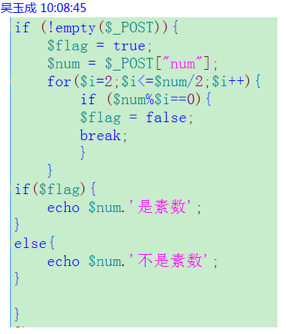 吴玉成 10:08:45
if (!empty($_POST)){
    $flag = true;
    $num = $_POST["num"];
    for($i=2;$i<=$num/2;$i++){
        if ($num%$i==0){
        $flag = false;
        break;
        }
    }
if($flag){
    echo $num.'是素数';
}
else{
    echo $num.'不是素数';
}
}